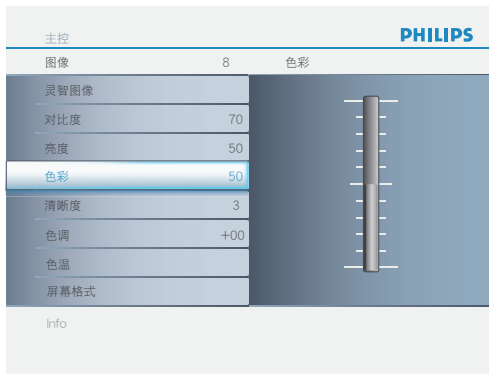 主控 PHILIPS
图像 8 色彩
灵智图像
对比度 70
亮度 50
色彩 50
清晰度 3
色调 +00
色温
屏幕格式
Info